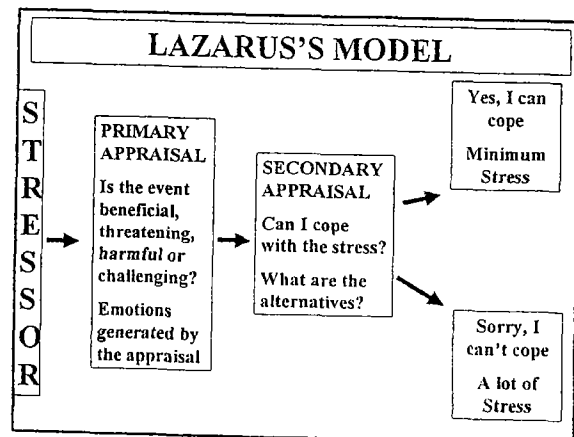 LAZARUS'S MODEL
STRESSOR
PRIMARY
APPRAISAL
Is the event
beneficial,
threatening,
harmful or
challenging?
Emotions
generated by
the appraisal
SECONDARY
APPRAISAL
Can I cope
with the stress?
What are the
alternatives?
Yes, I can
cope
Minimum
Stress
Sorry, I
can't cope
A lot of
Stress